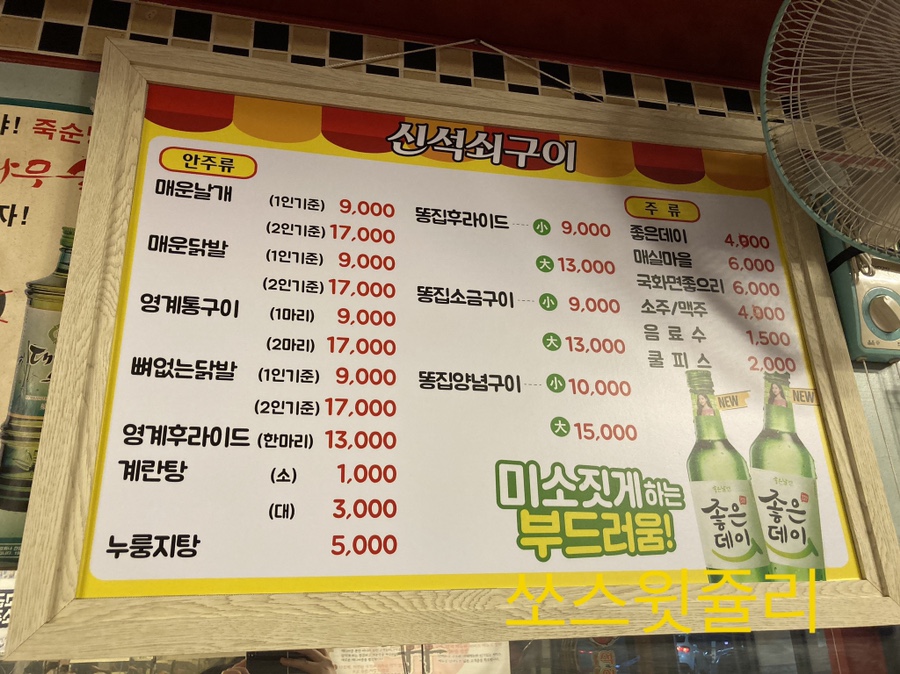 신석쇠구이
안주류
매운날개 (1인기준) 9,000
(2인기준) 17,000
매운닭발 (1인기준) 9,000
(2인기준) 17,000
영계통구이 (1마리) 9,000
(2마리) 17,000
뼈없는닭발 (1인기준) 9,000
(2인기준) 17,000
영계후라이드 (한마리) 13,000
계란탕 (소) 1,000
(대) 3,000
누룽지탕 5,000
똥집후라이드 小 9,000
大 13,000
똥집소금구이 小 9,000
大 13,000
똥집양념구이 小 10,000
大 15,000
주 류
좋은데이 4,000
매실마을 6,000
국화면좋으리 6,000
소주/맥주 4,000
음 료 수 1,500
쿨 피 스 2,000
NEW
NEW
좋은
데이
좋은
데이
미소짓게하는
부드러움!
쏘스윗쥴리